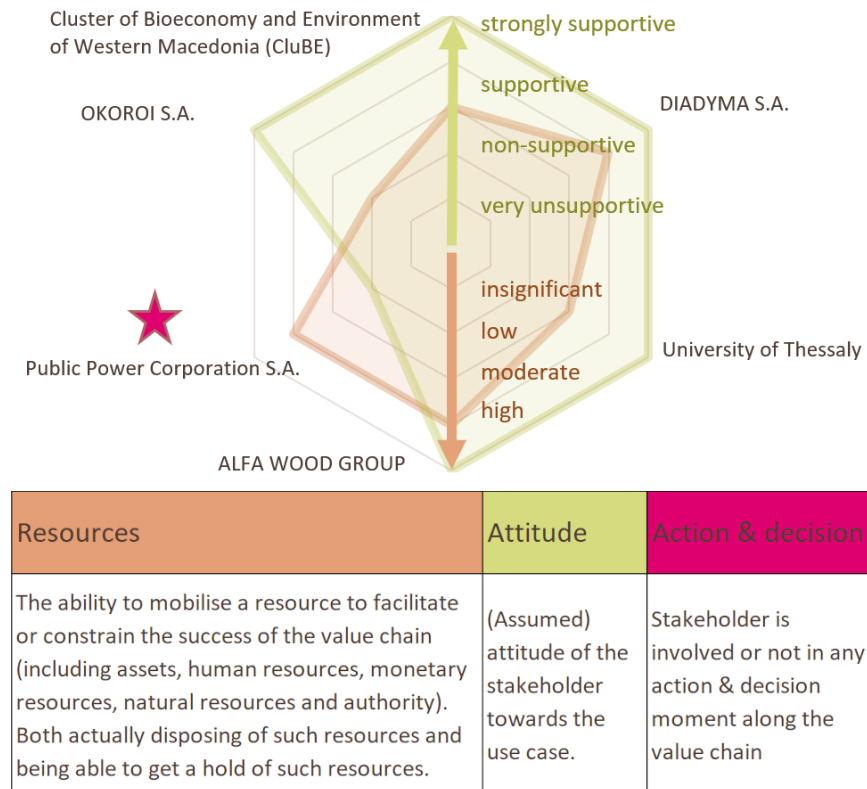 Cluster of Bioeconomy and Environment
of Western Macedonia (CluBE)
strongly supportive
supportive
OKOROI S.A.
DIADYMA S.A.
non-supportive
very unsupportive
insignificant
low
University of Thessaly
Public Power Corporation S.A.
moderate
high
ALFA WOOD GROUP
Resources
Attitude
Action & decision
The ability to mobilise a resource to facilitate
or constrain the success of the value chain
(including assets, human resources, monetary
resources, natural resources and authority).
Both actually disposing of such resources and
being able to get a hold of such resources.
(Assumed)
attitude of the
stakeholder
towards the
use case.
Stakeholder is
involved or not in any
action & decision
moment along the
value chain